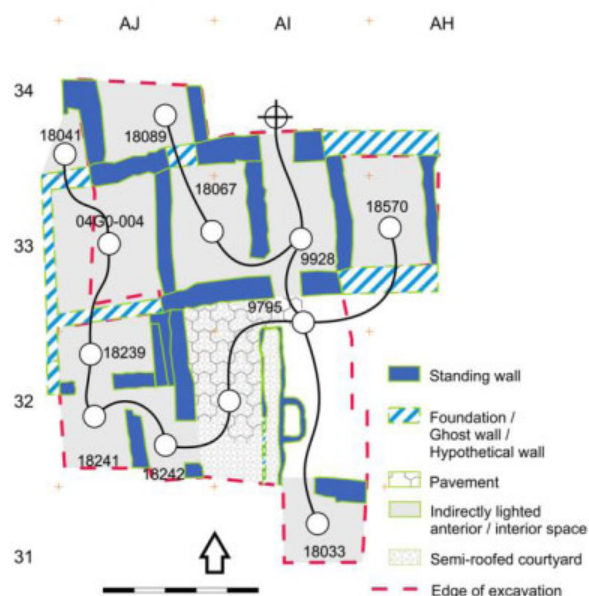 AJ AI AH
34
18041
18089
18067
18570
04G0-004
33
9928
9795
18239
32
18241
18242
31
18033
Standing wall
Foundation /
Ghost wall /
Hypothetical wall
Pavement
Indirectly lighted
anterior / interior space
Semi-roofed courtyard
Edge of excavation